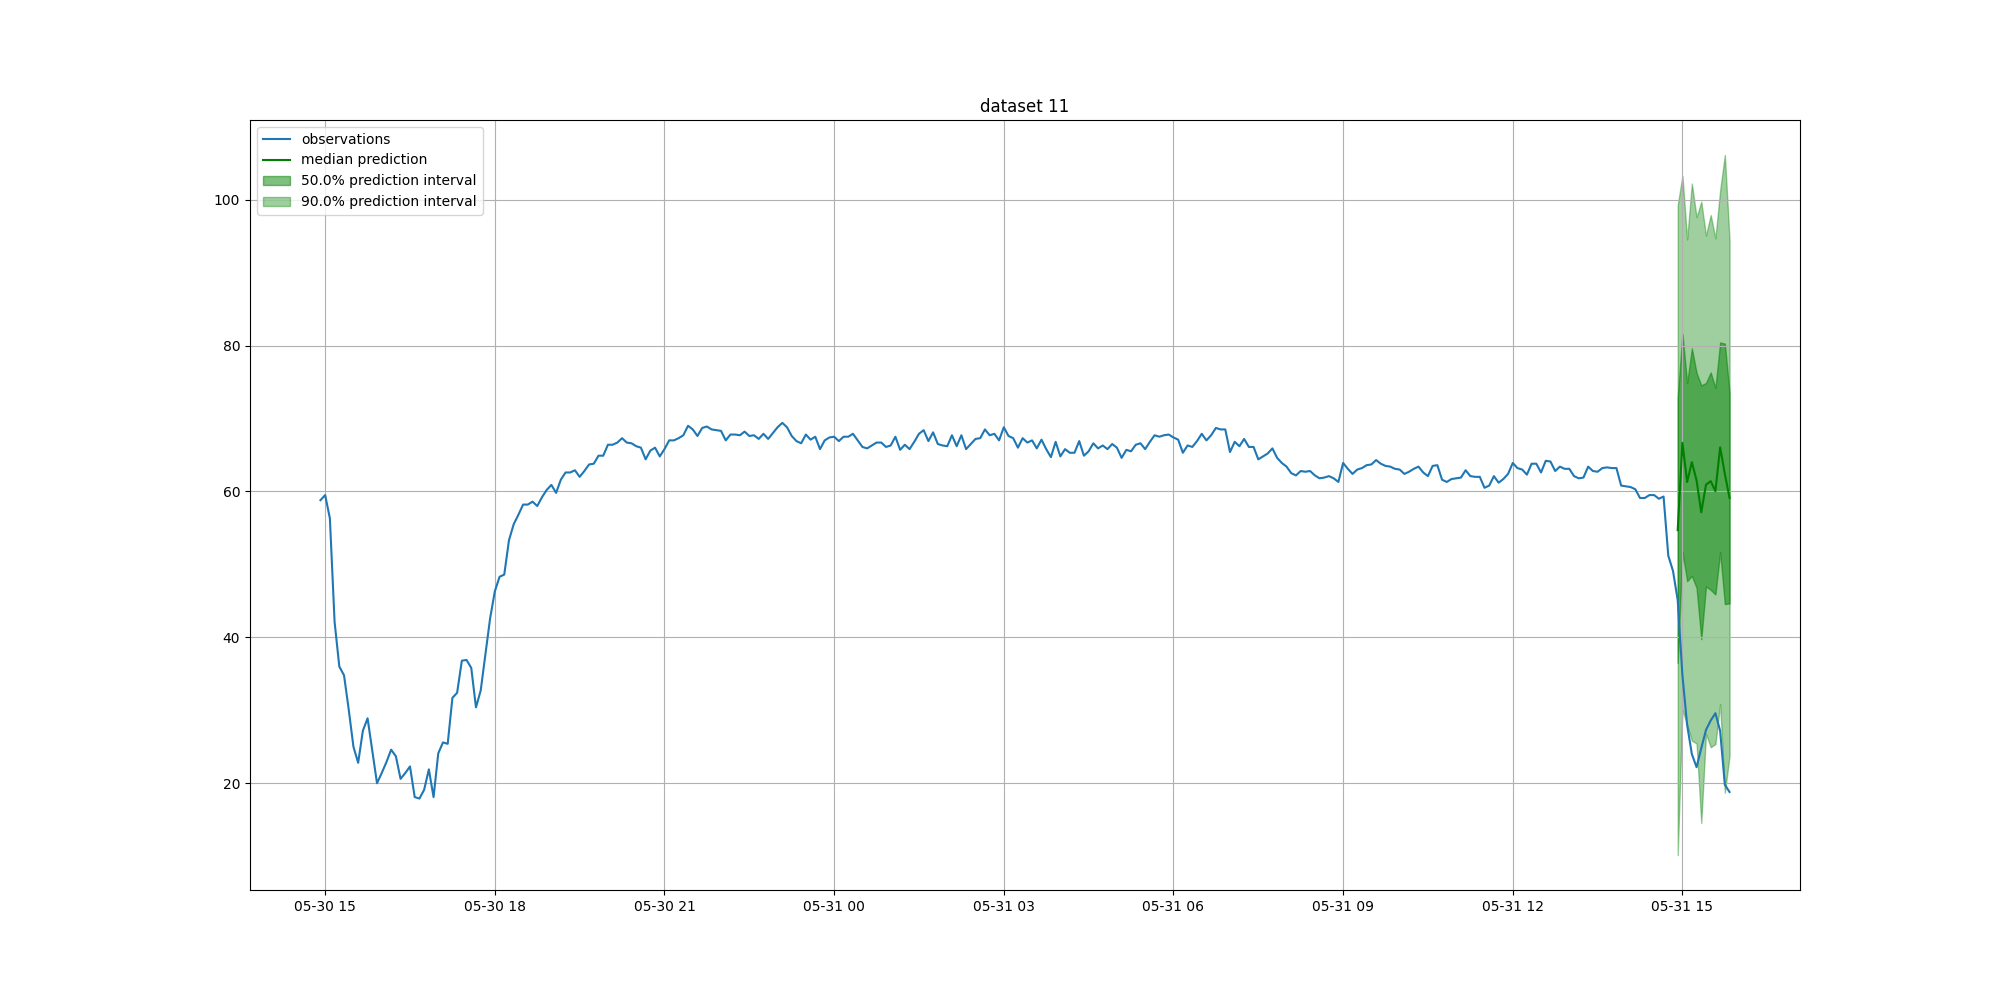 dataset 11
observations
median prediction
50.0% prediction interval
90.0% prediction interval
100
80
60
40
20
05-30 15
05-30 18
05-30 21
05-31 00
05-31 03
05-31 06
05-31 09
05-31 12
05-31 15